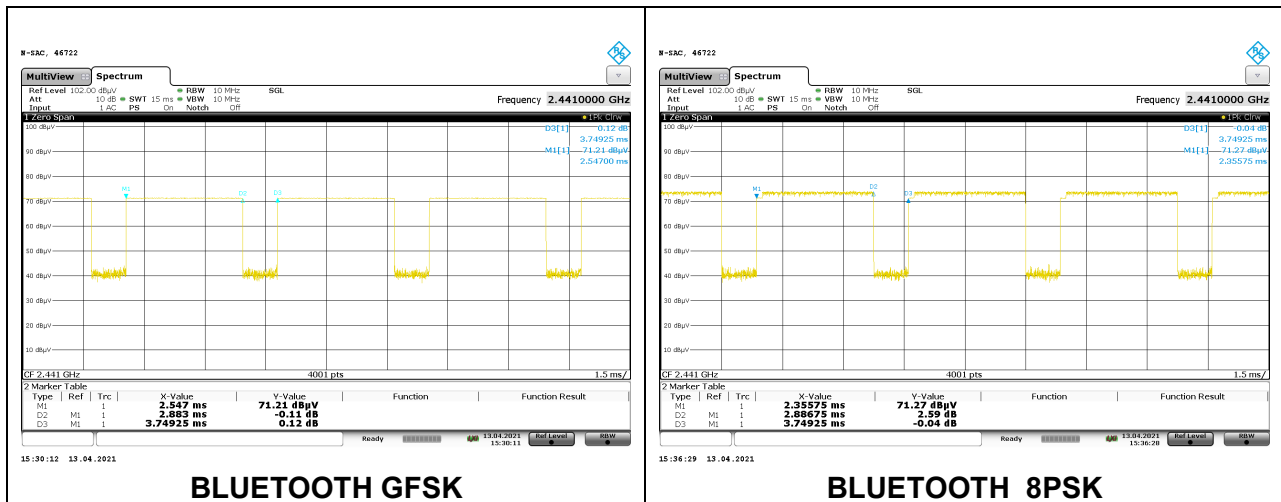 N-SAC, 46722
R&S
MultiView Spectrum
Ref Level 102.00 dBµV RBW 10 MHz SGL
Att 10 dB SWT 15 ms VBW 10 MHz Frequency 2.4410000 GHz
Input 1 AC PS On Notch Off
1 Zero Span 1Pk Clrw
100 dBµV D3[1] 0.12 dB
3.74925 ms
90 dBµV M1[1] 71.21 dBµV
2.54700 ms
80 dBµV
M1 D2 D3
70 dBµV
60 dBµV
50 dBµV
40 dBµV
30 dBµV
20 dBµV
10 dBµV
CF 2.441 GHz 4001 pts 1.5 ms/
2 Marker Table
Type Ref Trc X-Value Y-Value Function Function Result
M1 1 2.547 ms 71.21 dBµV
D2 M1 1 2.883 ms -0.11 dB
D3 M1 1 3.74925 ms 0.12 dB
Ready 13.04.2021 15:30:11 Ref Level RBW
15:30:12 13.04.2021
BLUETOOTH GFSK
N-SAC, 46722
R&S
MultiView Spectrum
Ref Level 102.00 dBµV RBW 10 MHz SGL
Att 10 dB SWT 15 ms VBW 10 MHz Frequency 2.4410000 GHz
Input 1 AC PS On Notch Off
1 Zero Span 1Pk Clrw
100 dBµV D3[1] -0.04 dB
3.74925 ms
90 dBµV M1[1] 71.27 dBµV
2.35575 ms
80 dBµV
M1 D2 D3
70 dBµV
60 dBµV
50 dBµV
40 dBµV
30 dBµV
20 dBµV
10 dBµV
CF 2.441 GHz 4001 pts 1.5 ms/
2 Marker Table
Type Ref Trc X-Value Y-Value Function Function Result
M1 1 2.35575 ms 71.27 dBµV
D2 M1 1 2.88675 ms 2.59 dB
D3 M1 1 3.74925 ms -0.04 dB
Ready 13.04.2021 15:36:28 Ref Level RBW
15:36:29 13.04.2021
BLUETOOTH 8PSK